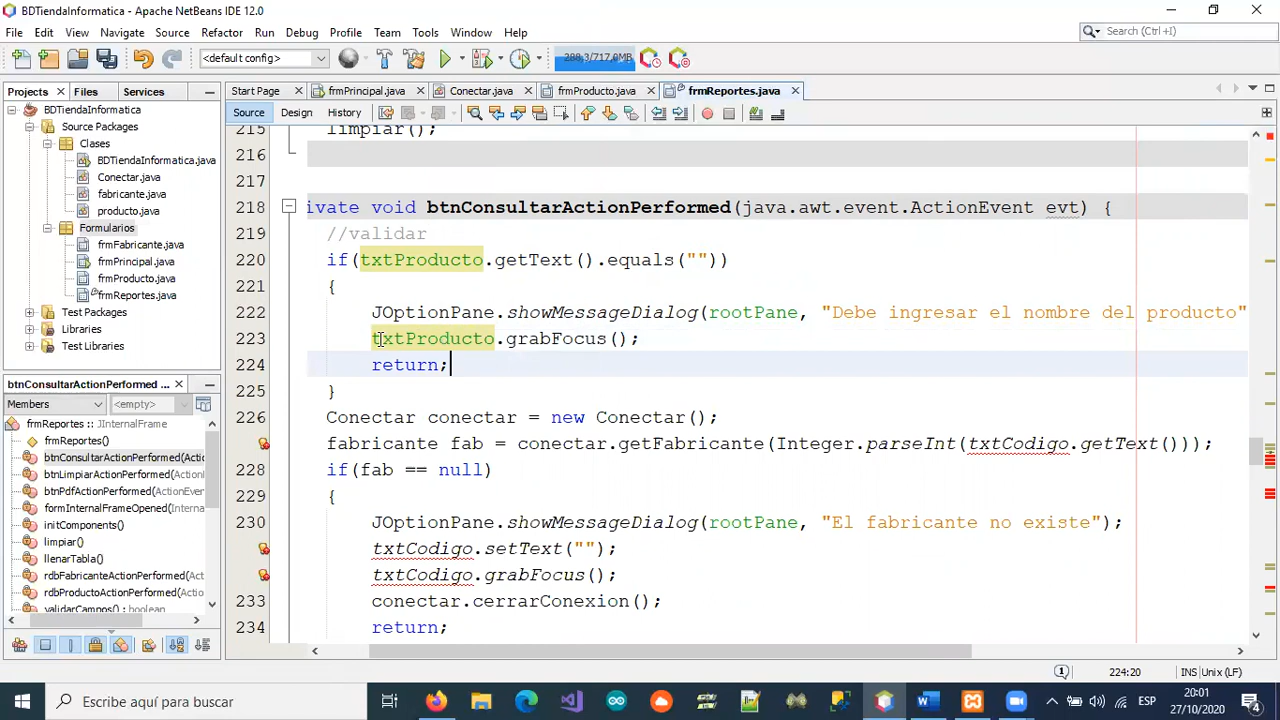 BDTiendaInformatica - Apache NetBeans IDE 12.0
File Edit View Navigate Source Refactor Run Debug Profile Team Tools Window Help
Search (Ctrl+I)
<default config>
288,3/717,0MB
Projects Files Services
Start Page frmPrincipal.java Conectar.java frmProducto.java frmReportes.java
Source Design History
BDTiendaInformatica
Source Packages
Clases
BDTiendaInformatica.java
Conectar.java
fabricante.java
producto.java
Formularios
frmFabricante.java
frmPrincipal.java
frmProducto.java
frmReportes.java
Test Packages
Libraries
Test Libraries
btnConsultarActionPerformed
Members <empty>
frmReportes :: JInternalFrame
frmReportes()
btnConsultarActionPerformed(Actio
btnLimpiarActionPerformed(Action
btnPdfActionPerformed(ActionEver
formInternalFrameOpened(Interna
initComponents()
limpiar()
llenarTabla()
rdbFabricanteActionPerformed(Act
rdbProductoActionPerformed(Actio
validarCampos() : boolean
215 limpiar();
216
217
218 ivate void btnConsultarActionPerformed(java.awt.event.ActionEvent evt) {
219 //validar
220 if(txtProducto.getText().equals(""))
221 {
222 JOptionPane.showMessageDialog(rootPane, "Debe ingresar el nombre del producto"
223 txtProducto.grabFocus();
224 return;
225 }
226 Conectar conectar = new Conectar();
fabricante fab = conectar.getFabricante(Integer.parseInt(txtCodigo.getText()));
228 if(fab == null)
229 {
230 JOptionPane.showMessageDialog(rootPane, "El fabricante no existe");
txtCodigo.setText("");
txtCodigo.grabFocus();
233 conectar.cerrarConexion();
234 return;
1 224:20 INS Unix (LF)
Escribe aquí para buscar
ESP
20:01
27/10/2020
4